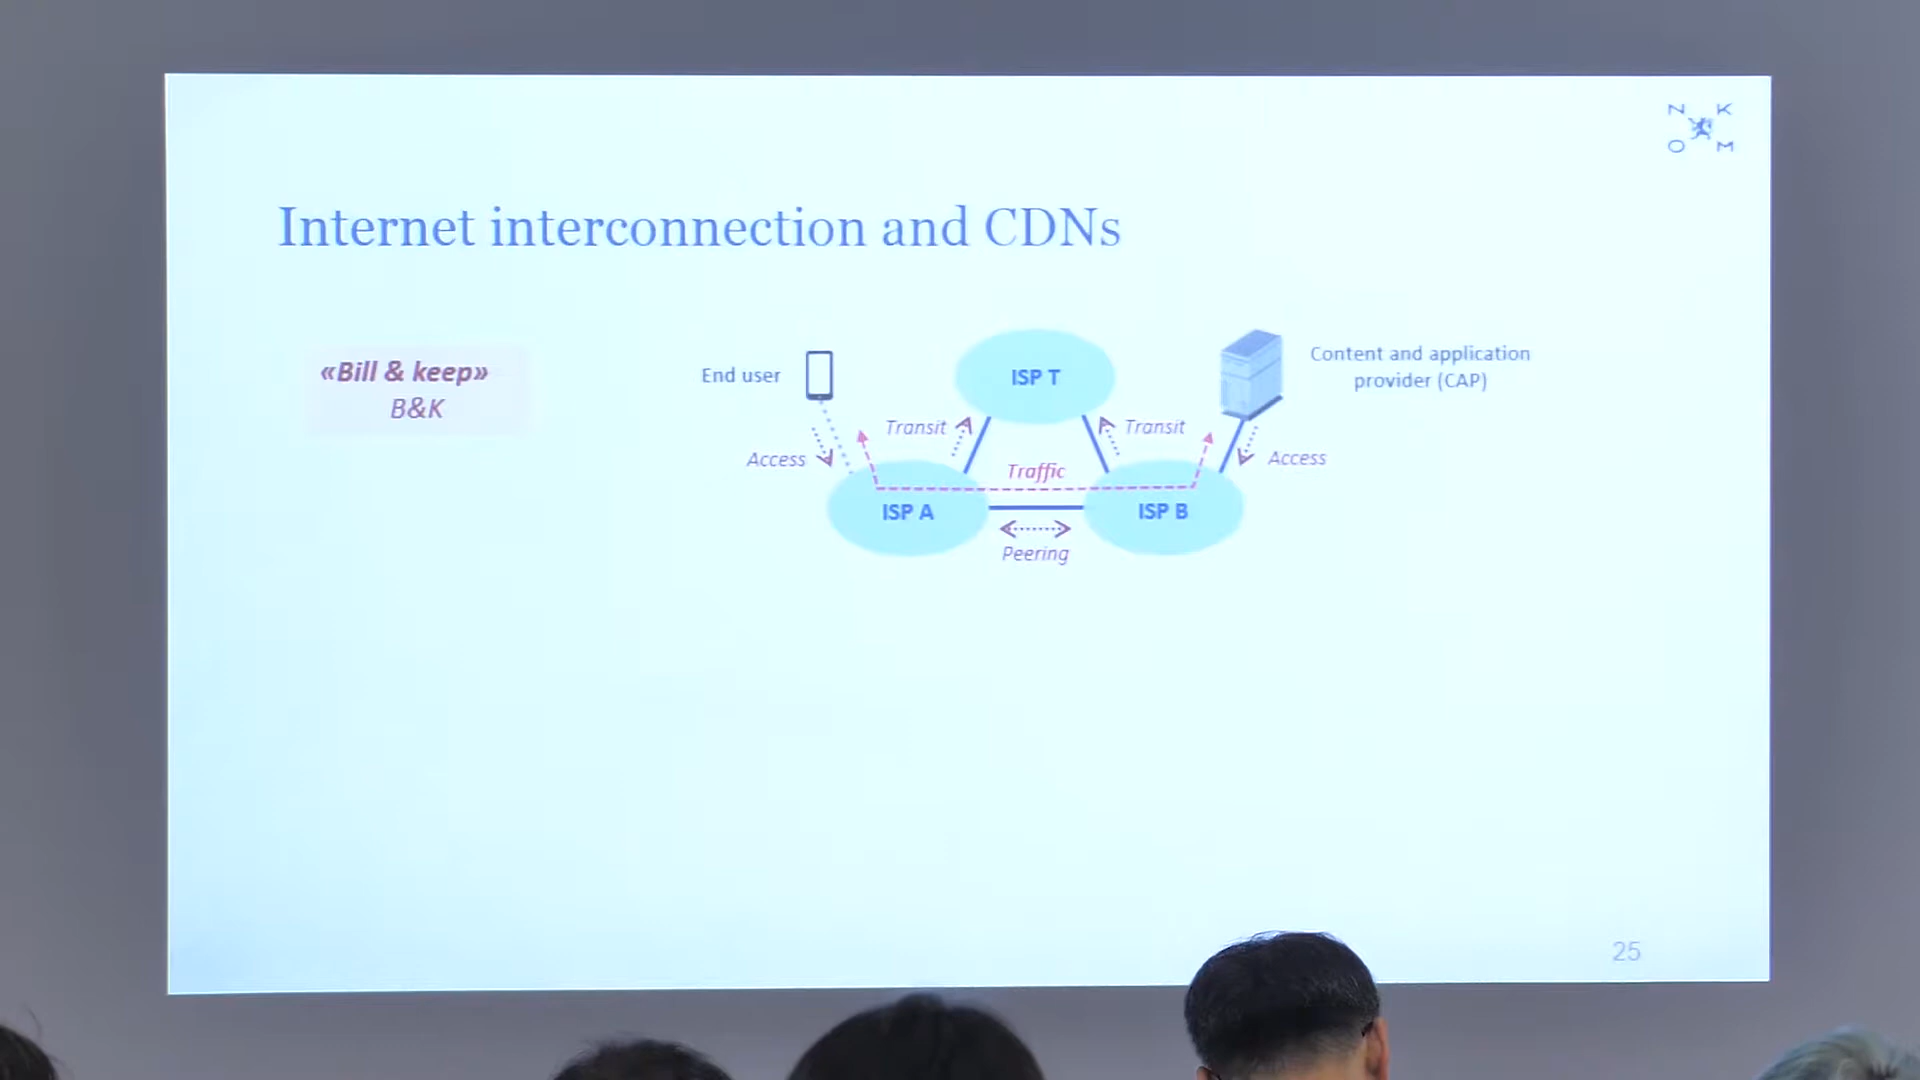 N K
O M
Internet interconnection and CDNs
«Bill & keep»
B&K
End user
ISP T
Content and application
provider (CAP)
Transit
Transit
Access
Traffic
Access
ISP A
ISP B
Peering
25